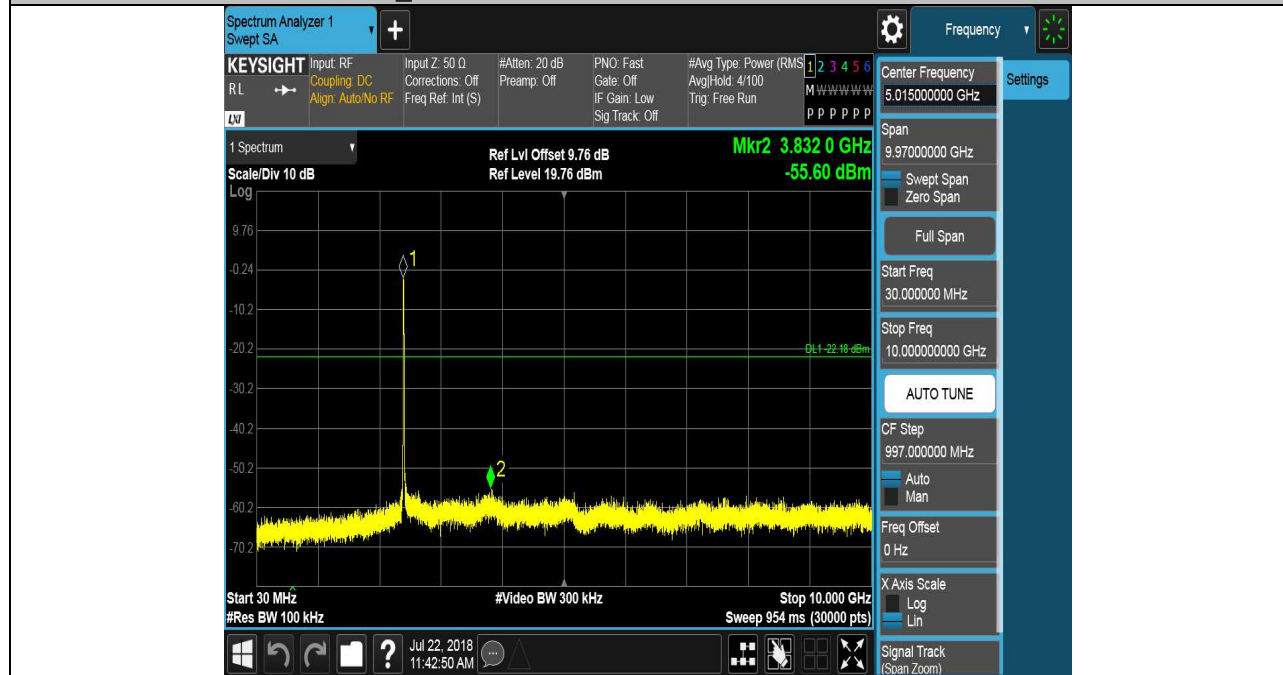 Spectrum Analyzer 1
Swept SA
+
Frequency
KEYSIGHT
RL
LXI
Input: RF
Coupling: DC
Align: Auto/No RF
Input Z: 50 Ω
Corrections: Off
Freq Ref: Int (S)
#Atten: 20 dB
Preamp: Off
PNO: Fast
Gate: Off
IF Gain: Low
Sig Track: Off
#Avg Type: Power (RMS
Avg|Hold: 4/100
Trig: Free Run
1 2 3 4 5 6
M W W W W W
P P P P P P
Center Frequency
5.015000000 GHz
Settings
1 Spectrum
Scale/Div 10 dB
Log
Ref Lvl Offset 9.76 dB
Ref Level 19.76 dBm
Mkr2 3.832 0 GHz
-55.60 dBm
Span
9.97000000 GHz
Swept Span
Zero Span
Full Span
Start Freq
30.000000 MHz
Stop Freq
10.000000000 GHz
AUTO TUNE
CF Step
997.000000 MHz
Auto
Man
Freq Offset
0 Hz
X Axis Scale
Log
Lin
Signal Track
(Span Zoom)
9.76
-0.24
-10.2
-20.2
-30.2
-40.2
-50.2
-60.2
-70.2
1
DL1 -22.18 dBm
2
Start 30 MHz
#Res BW 100 kHz
#Video BW 300 kHz
Stop 10.000 GHz
Sweep 954 ms (30000 pts)
?
Jul 22, 2018
11:42:50 AM